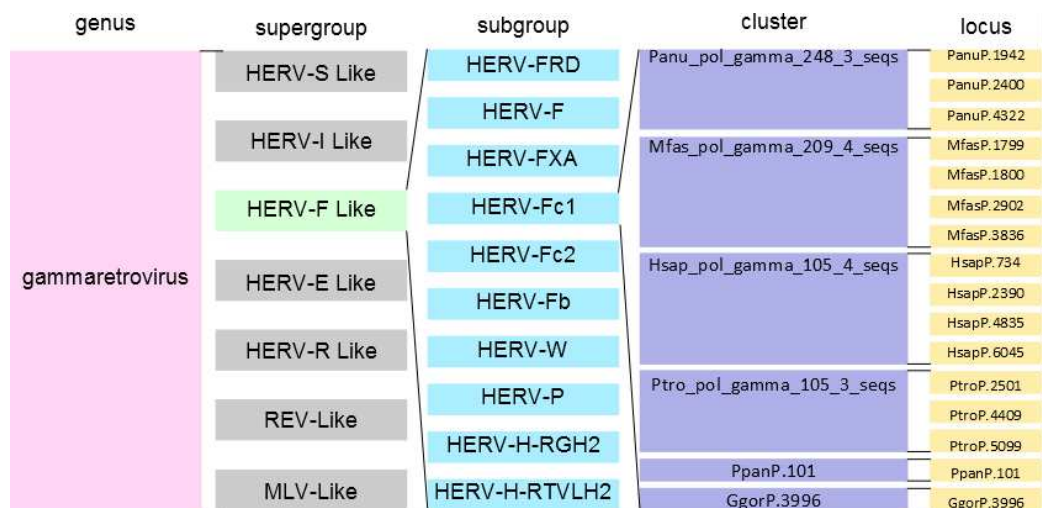 genus
supergroup
subgroup
cluster
locus
gammaretrovirus
HERV-S Like
HERV-I Like
HERV-F Like
HERV-E Like
HERV-R Like
REV-Like
MLV-Like
HERV-FRD
HERV-F
HERV-FXA
HERV-Fc1
HERV-Fc2
HERV-Fb
HERV-W
HERV-P
HERV-H-RGH2
HERV-H-RTVLH2
Panu_pol_gamma_248_3_seqs
Mfas_pol_gamma_209_4_seqs
Hsap_pol_gamma_105_4_seqs
Ptro_pol_gamma_105_3_seqs
PpanP.101
GgorP.3996
PanuP.1942
PanuP.2400
PanuP.4322
MfasP.1799
MfasP.1800
MfasP.2902
MfasP.3836
HsapP.734
HsapP.2390
HsapP.4835
HsapP.6045
PtroP.2501
PtroP.4409
PtroP.5099
PpanP.101
GgorP.3996